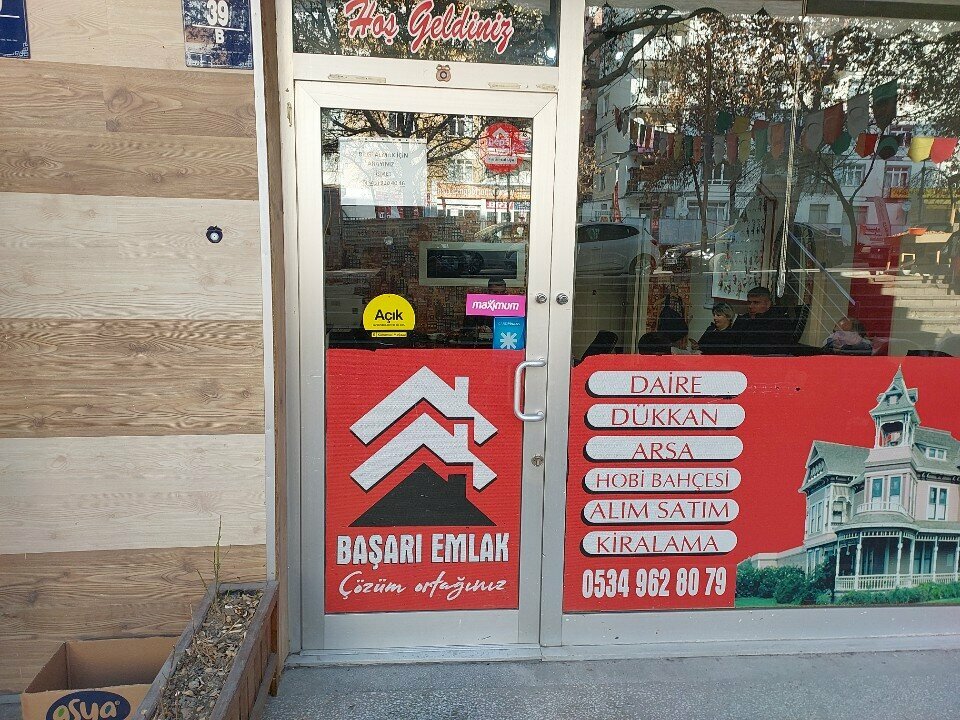 39
B
Hoş Geldiniz
Açık
maxımum
BAŞARI EMLAK
Çözüm ortağınız
DAİRE
DÜKKAN
ARSA
HOBİ BAHÇESİ
ALIM SATIM
KİRALAMA
0534 962 80 79
asya